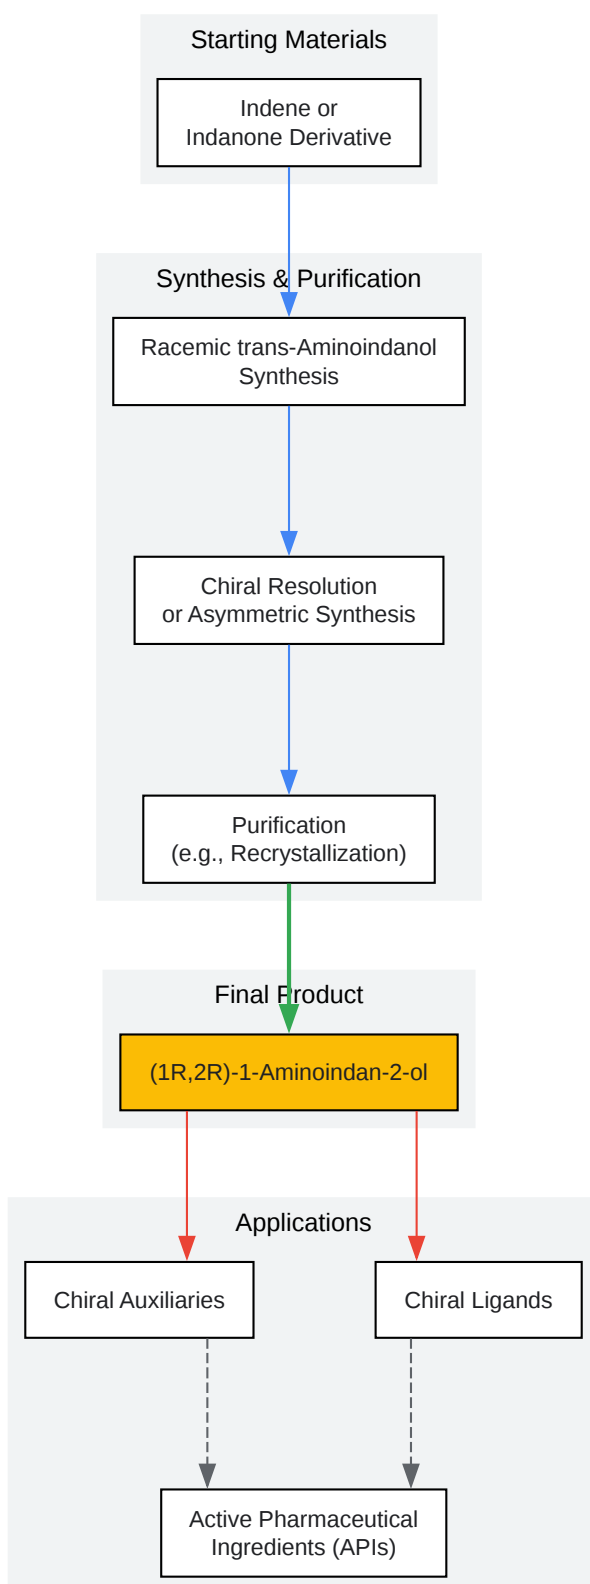 Starting Materials
Indene or
Indanone Derivative
Synthesis & Purification
Racemic trans-Aminoindanol
Synthesis
Chiral Resolution
or Asymmetric Synthesis
Purification
(e.g., Recrystallization)
Final Product
(1R,2R)-1-Aminoindan-2-ol
Applications
Chiral Auxiliaries
Chiral Ligands
Active Pharmaceutical
Ingredients (APIs)